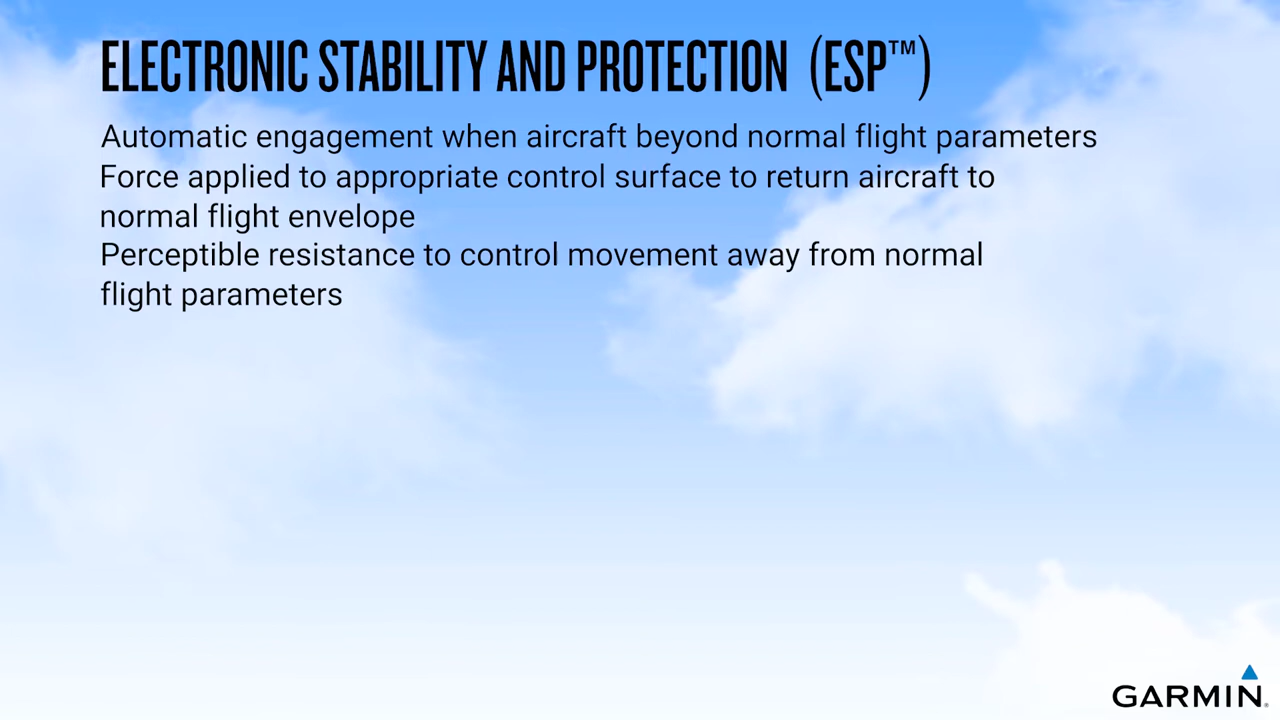 ELECTRONIC STABILITY AND PROTECTION (ESP™)
Automatic engagement when aircraft beyond normal flight parameters
Force applied to appropriate control surface to return aircraft to
normal flight envelope
Perceptible resistance to control movement away from normal
flight parameters
GARMIN®